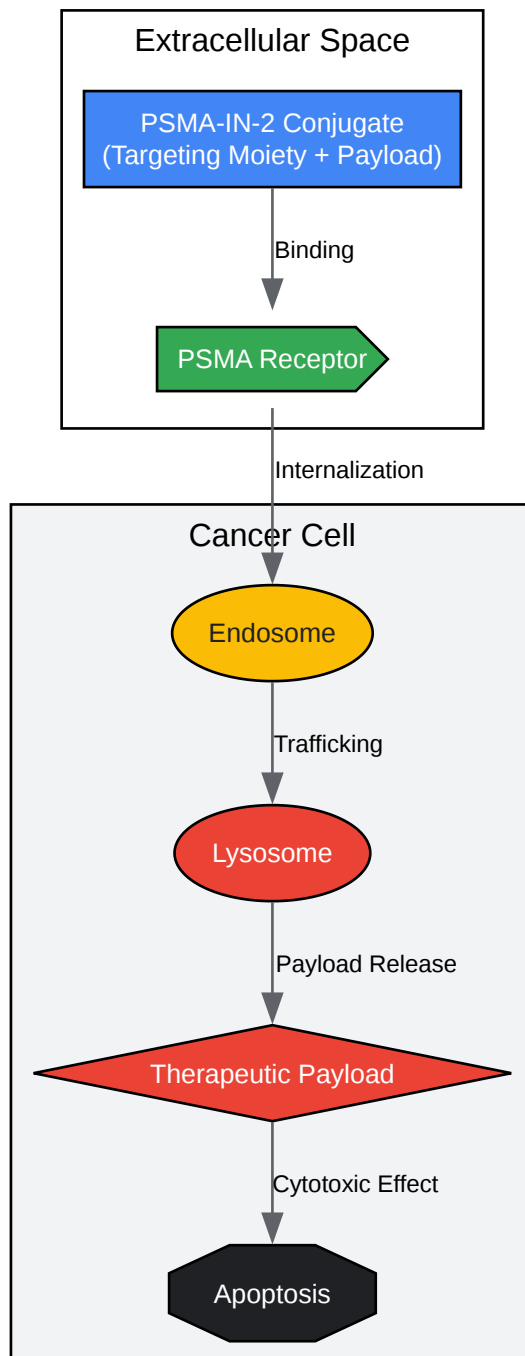 Extracellular Space
PSMA-IN-2 Conjugate
(Targeting Moiety + Payload)
Binding
PSMA Receptor
Internalization
Cancer Cell
Endosome
Trafficking
Lysosome
Payload Release
Therapeutic Payload
Cytotoxic Effect
Apoptosis